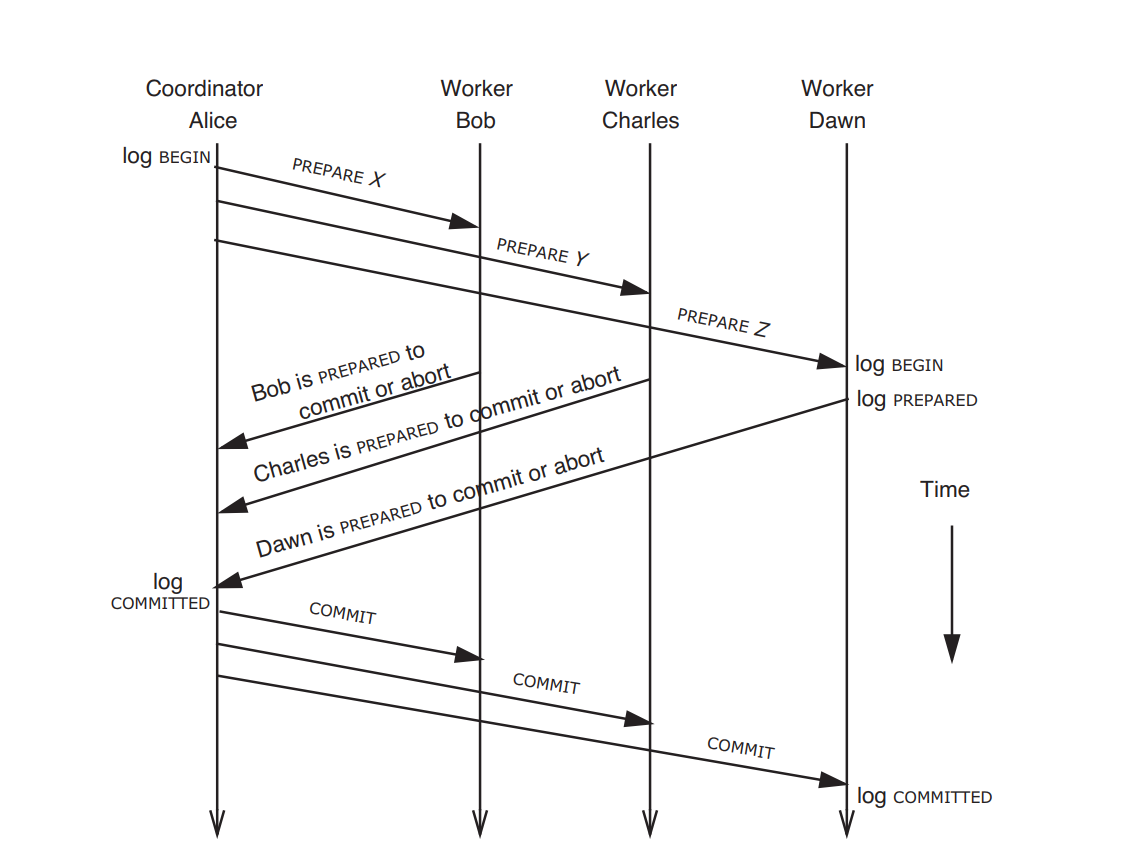 Coordinator
Alice
Worker
Bob
Worker
Charles
Worker
Dawn
log BEGIN
PREPARE X
PREPARE Y
PREPARE Z
log BEGIN
log PREPARED
Bob is PREPARED to
commit or abort
Charles is PREPARED to commit or abort
Dawn is PREPARED to commit or abort
Time
log
COMMITTED
COMMIT
COMMIT
COMMIT
log COMMITTED